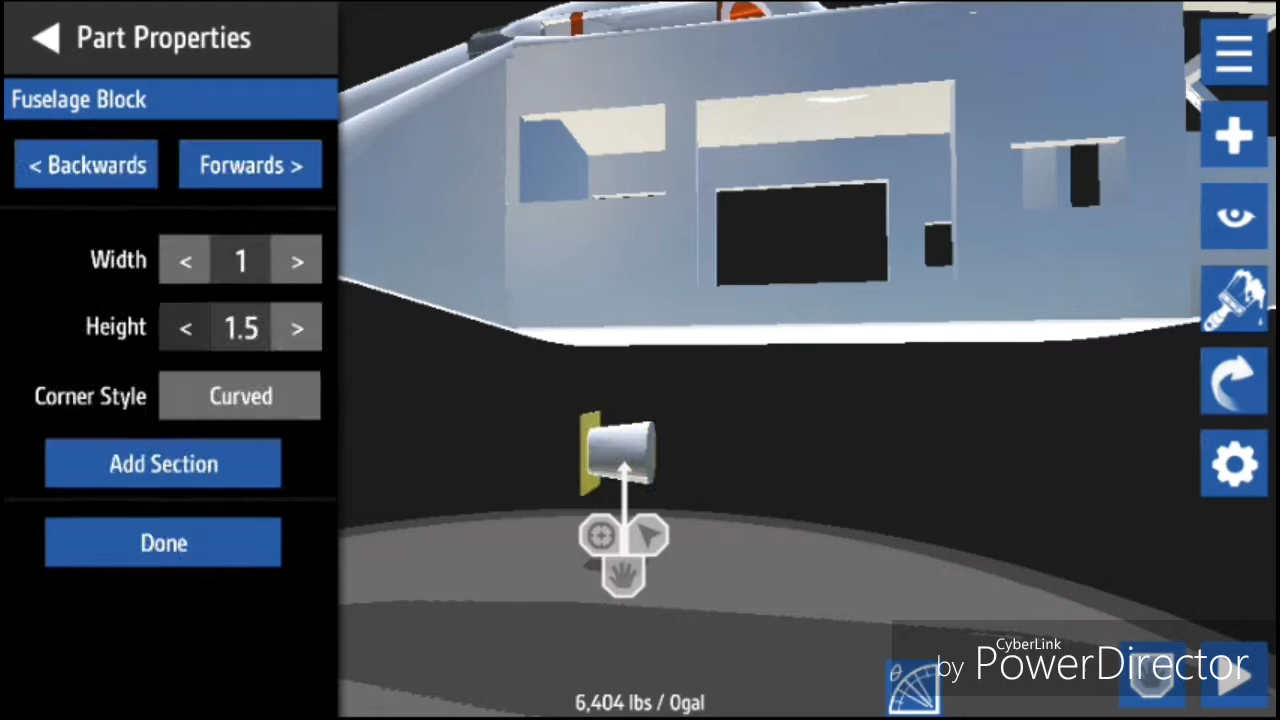 Part Properties
Fuselage Block
< Backwards
Forwards >
Width
< 1 >
Height
< 1.5 >
Corner Style
Curved
Add Section
Done
6,404 lbs / 0gal
CyberLink
by PowerDirector
θ